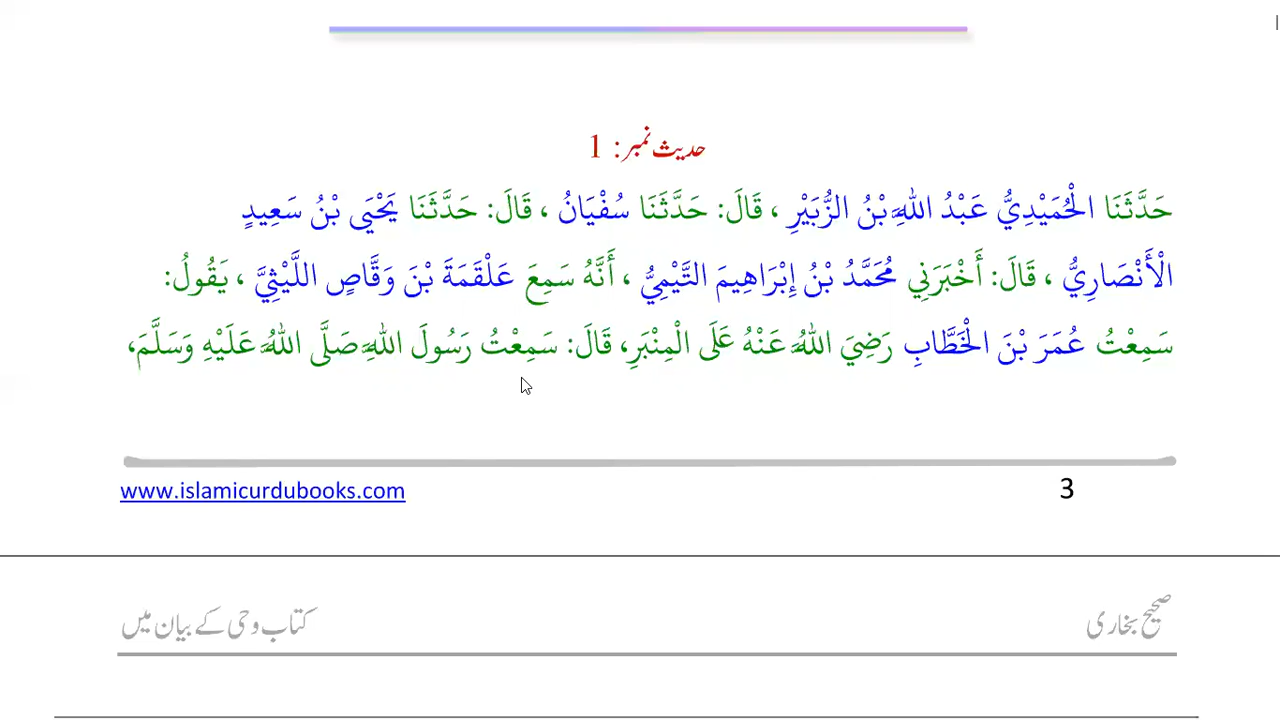 حدیث نمبر: 1
حَدَّثَنَا الْحُمَيْدِيُّ عَبْدُ اللَّهِ بْنُ الزُّبَيْرِ ، قَالَ: حَدَّثَنَا سُفْيَانُ ، قَالَ: حَدَّثَنَا يَحْيَى بْنُ سَعِيدٍ
الْأَنْصَارِيُّ ، قَالَ: أَخْبَرَنِي مُحَمَّدُ بْنُ إِبْرَاهِيمَ التَّيْمِيُّ ، أَنَّهُ سَمِعَ عَلْقَمَةَ بْنَ وَقَّاصٍ اللَّيْثِيَّ ، يَقُولُ:
سَمِعْتُ عُمَرَ بْنَ الْخَطَّابِ رَضِيَ اللَّهُ عَنْهُ عَلَى الْمِنْبَرِ، قَالَ: سَمِعْتُ رَسُولَ اللَّهِ صَلَّى اللَّهُ عَلَيْهِ وَسَلَّمَ،
www.islamicurdubooks.com 3
صحیح بخاری کتاب وحی کے بیان میں